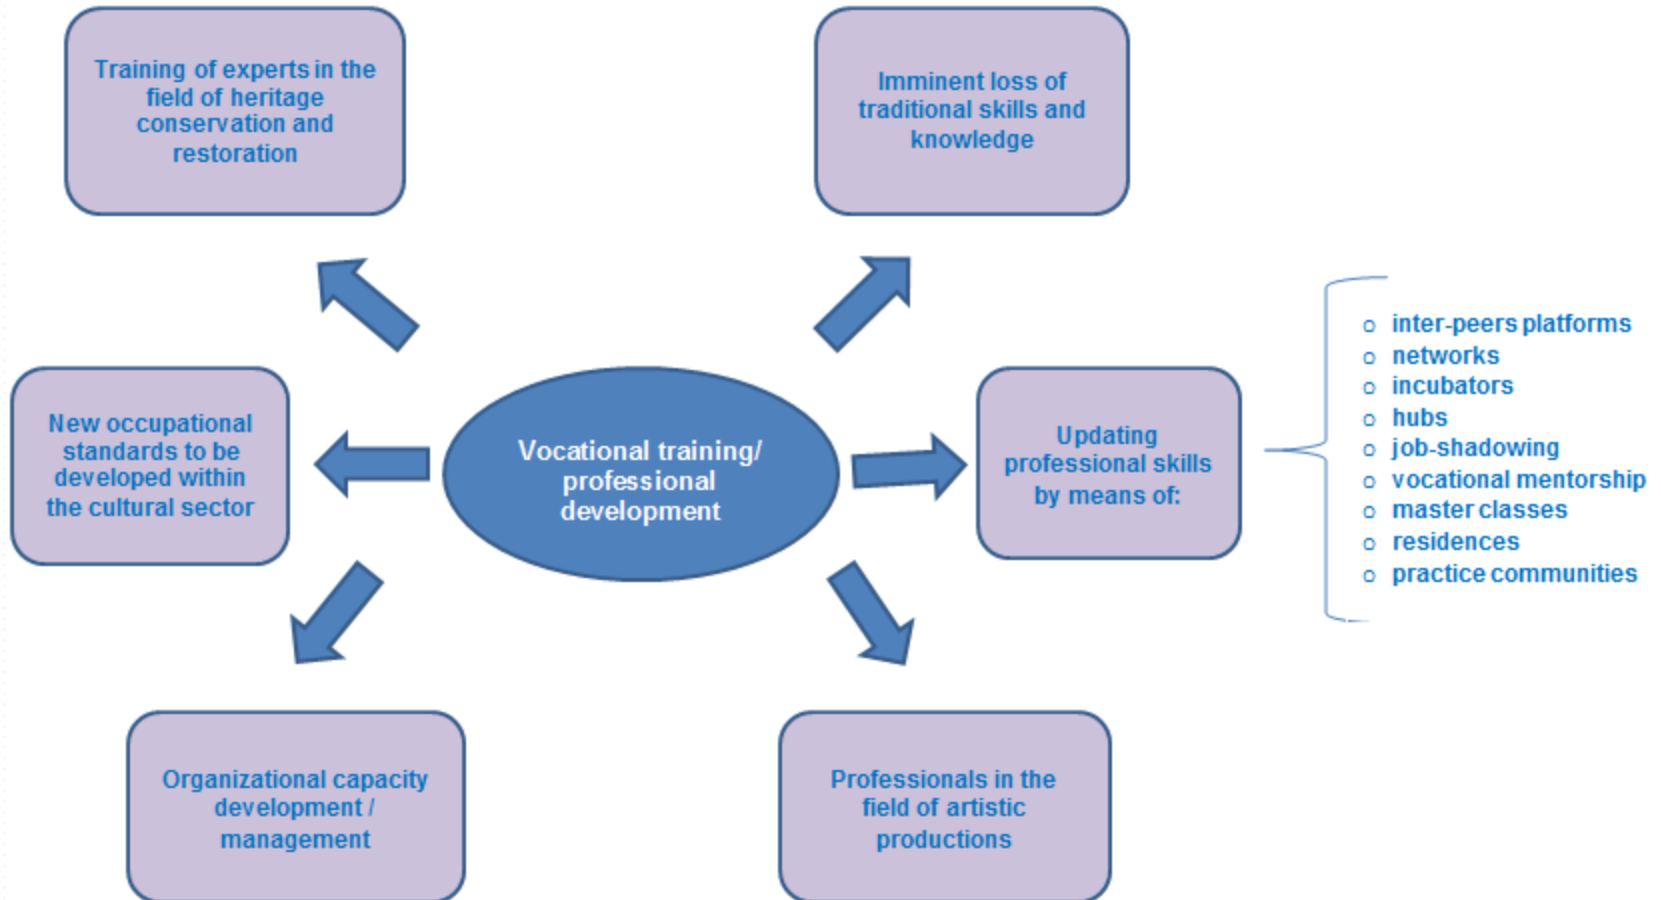 Training of experts in the
field of heritage
conservation and
restoration
Imminent loss of
traditional skills and
knowledge
New occupational
standards to be
developed within
the cultural sector
Vocational training/
professional
development
Updating
professional skills
by means of:
o inter-peers platforms
o networks
o incubators
o hubs
o job-shadowing
o vocational mentorship
o master classes
o residences
o practice communities
Organizational capacity
development /
management
Professionals in the
field of artistic
productions